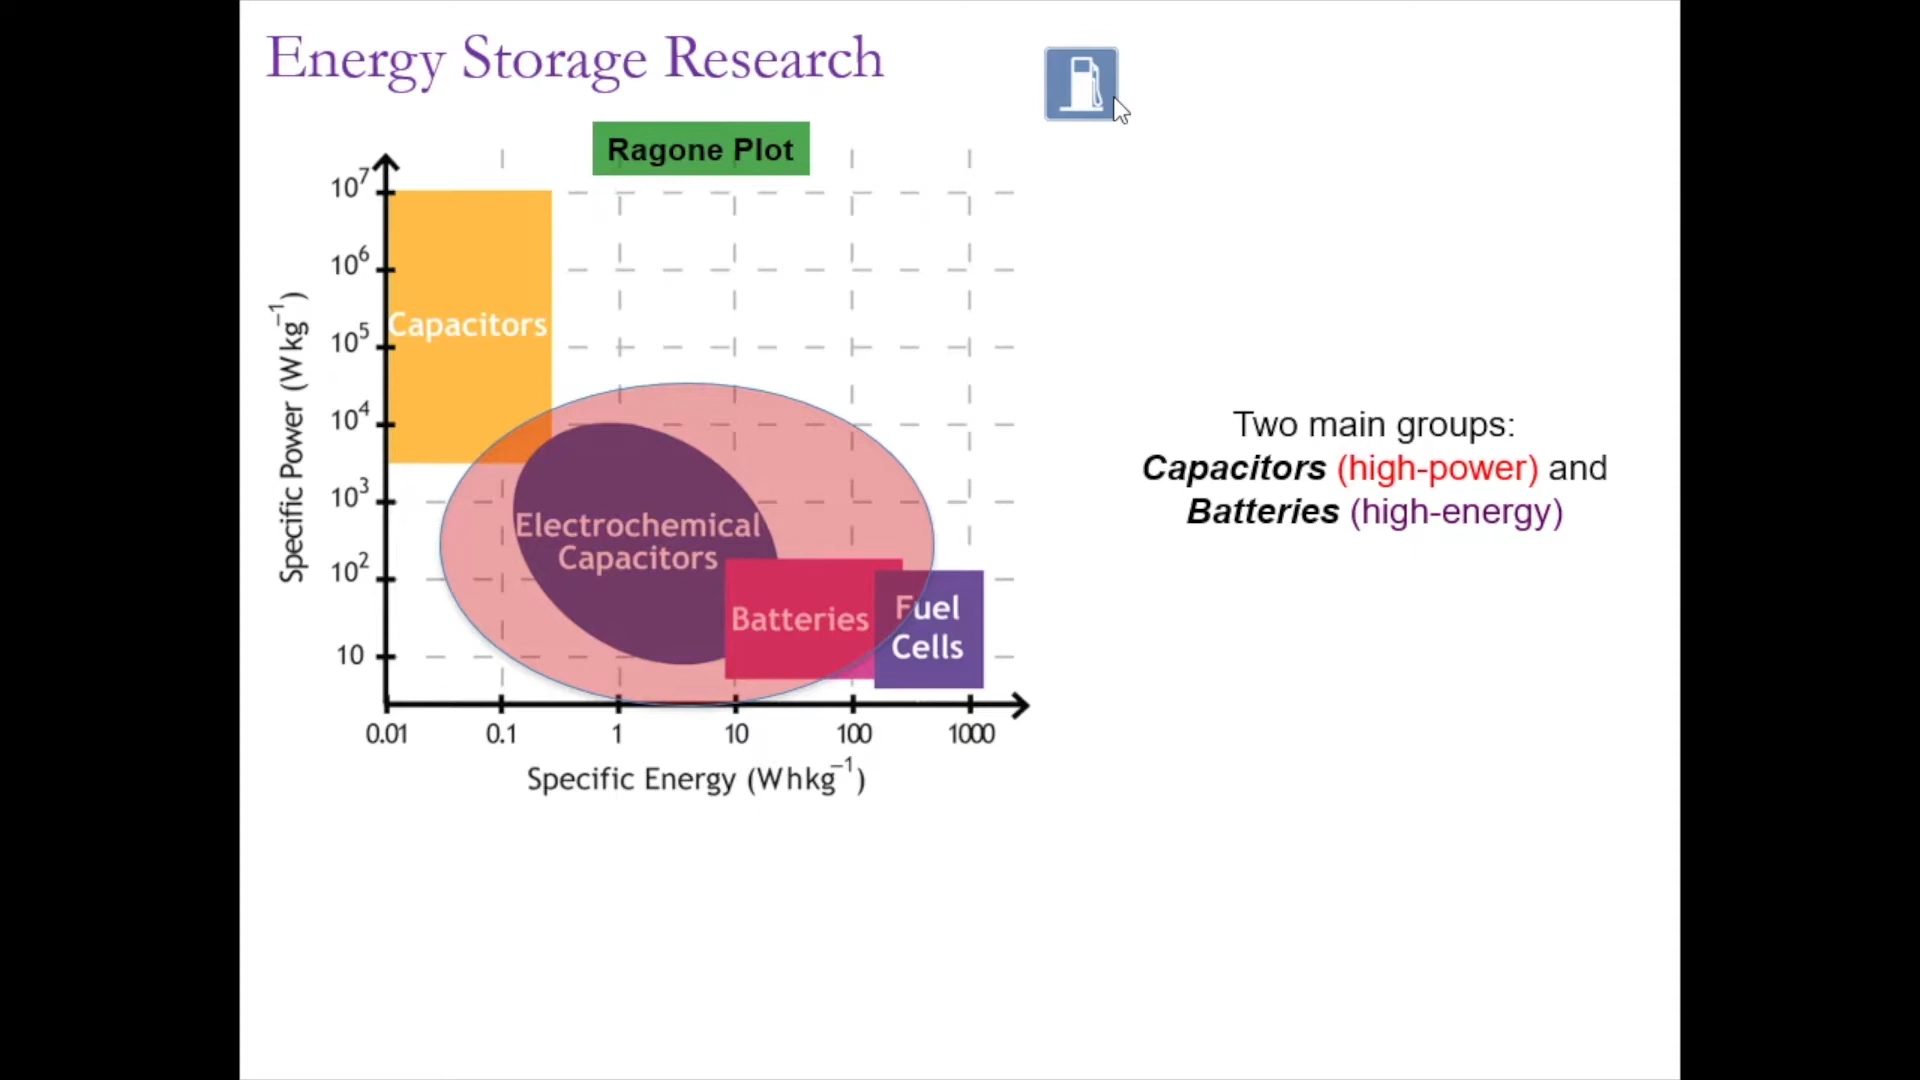 Energy Storage Research
Ragone Plot
Specific Power (W kg⁻¹)
10⁷
10⁶
10⁵
10⁴
10³
10²
10
Capacitors
Electrochemical
Capacitors
Batteries
Fuel
Cells
0.01 0.1 1 10 100 1000
Specific Energy (Whkg⁻¹)
Two main groups:
Capacitors (high-power) and
Batteries (high-energy)